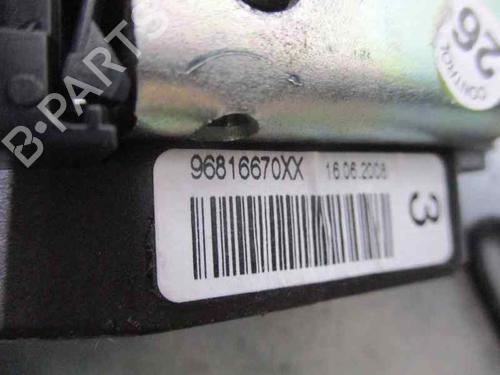 B-PARTS
CONTROL
26
96816670XX 16.06.2008
3